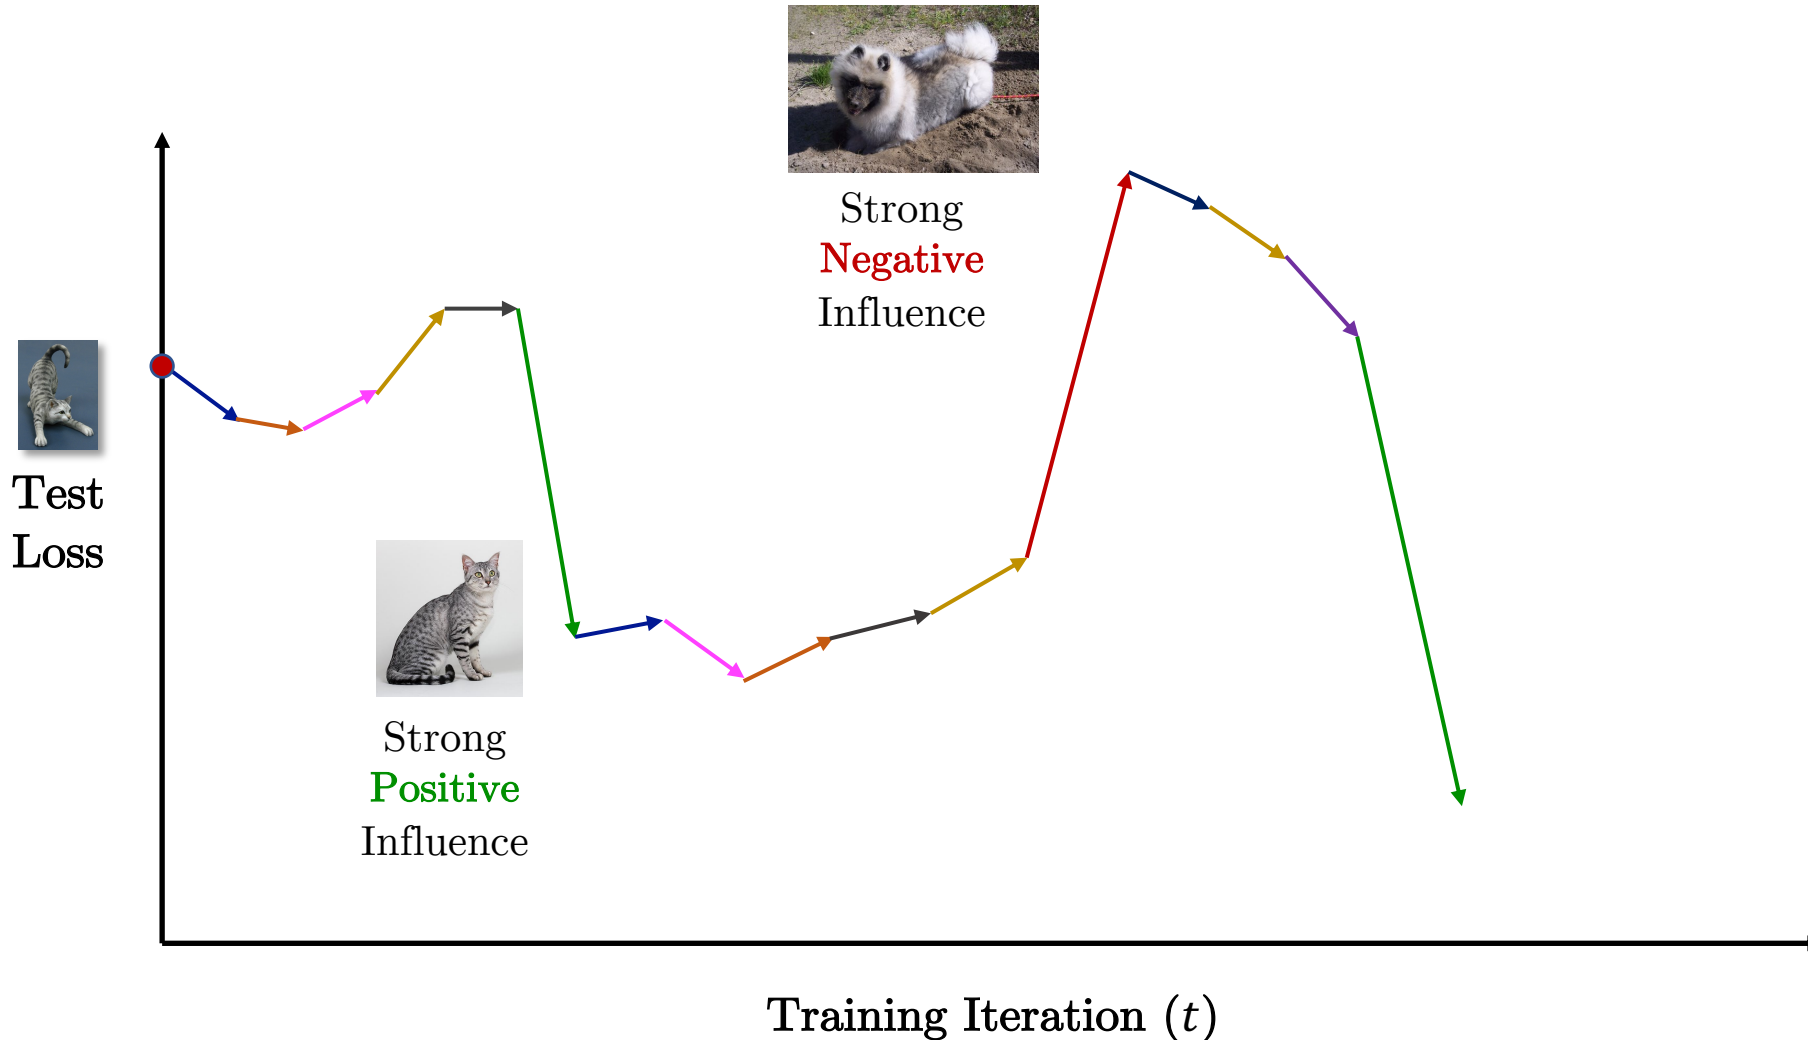 Strong
Negative
Influence
Test
Loss
Strong
Positive
Influence
Training Iteration (t)